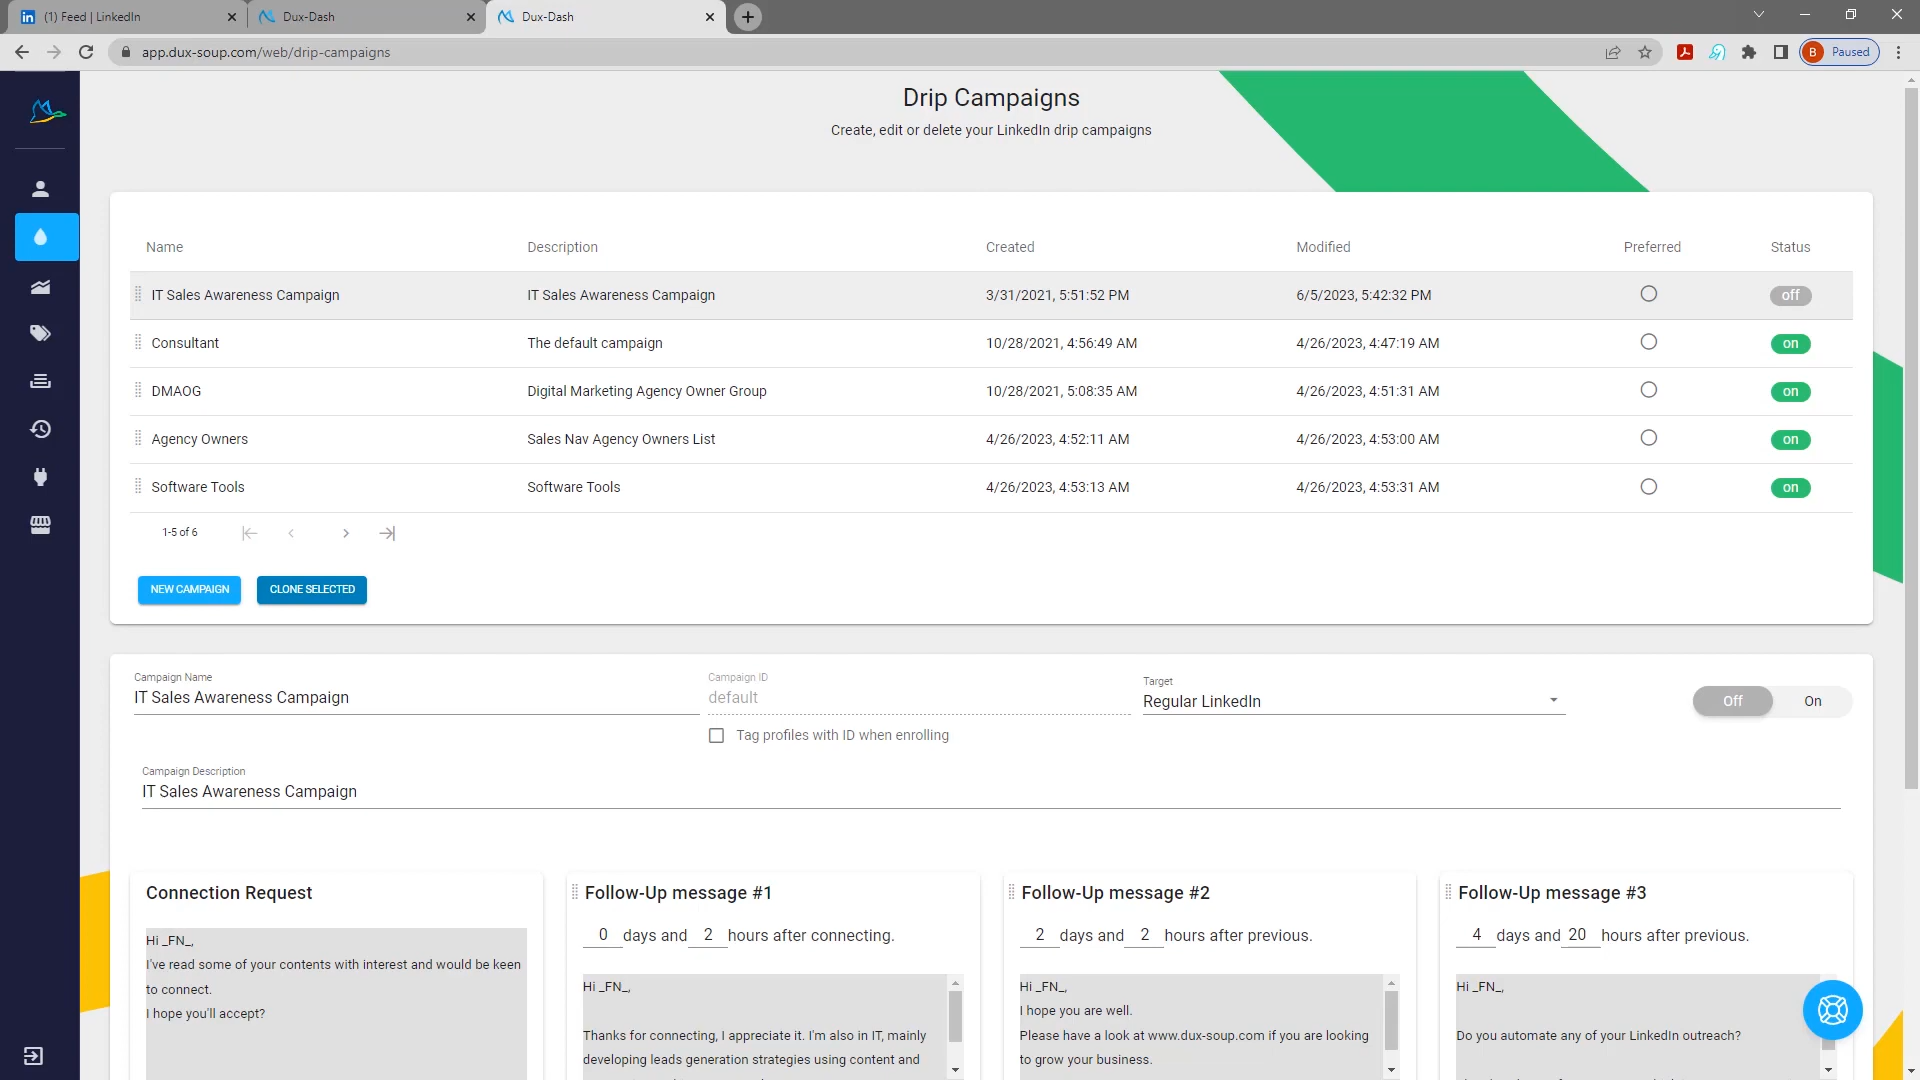 (1) Feed | LinkedIn
Dux-Dash
Dux-Dash
app.dux-soup.com/web/drip-campaigns
B Paused
Drip Campaigns
Create, edit or delete your LinkedIn drip campaigns
Name Description Created Modified Preferred Status
IT Sales Awareness Campaign IT Sales Awareness Campaign 3/31/2021, 5:51:52 PM 6/5/2023, 5:42:32 PM off
Consultant The default campaign 10/28/2021, 4:56:49 AM 4/26/2023, 4:47:19 AM on
DMAOG Digital Marketing Agency Owner Group 10/28/2021, 5:08:35 AM 4/26/2023, 4:51:31 AM on
Agency Owners Sales Nav Agency Owners List 4/26/2023, 4:52:11 AM 4/26/2023, 4:53:00 AM on
Software Tools Software Tools 4/26/2023, 4:53:13 AM 4/26/2023, 4:53:31 AM on
1-5 of 6
NEW CAMPAIGN CLONE SELECTED
Campaign Name
IT Sales Awareness Campaign
Campaign ID
default
Tag profiles with ID when enrolling
Target
Regular LinkedIn
Off On
Campaign Description
IT Sales Awareness Campaign
Connection Request
Hi _FN_,
I've read some of your contents with interest and would be keen
to connect.
I hope you'll accept?
Follow-Up message #1
0 days and 2 hours after connecting.
Hi _FN_,
Thanks for connecting, I appreciate it. I'm also in IT, mainly
developing leads generation strategies using content and
Follow-Up message #2
2 days and 2 hours after previous.
Hi _FN_,
I hope you are well.
Please have a look at www.dux-soup.com if you are looking
to grow your business.
Follow-Up message #3
4 days and 20 hours after previous.
Hi _FN_,
Do you automate any of your LinkedIn outreach?